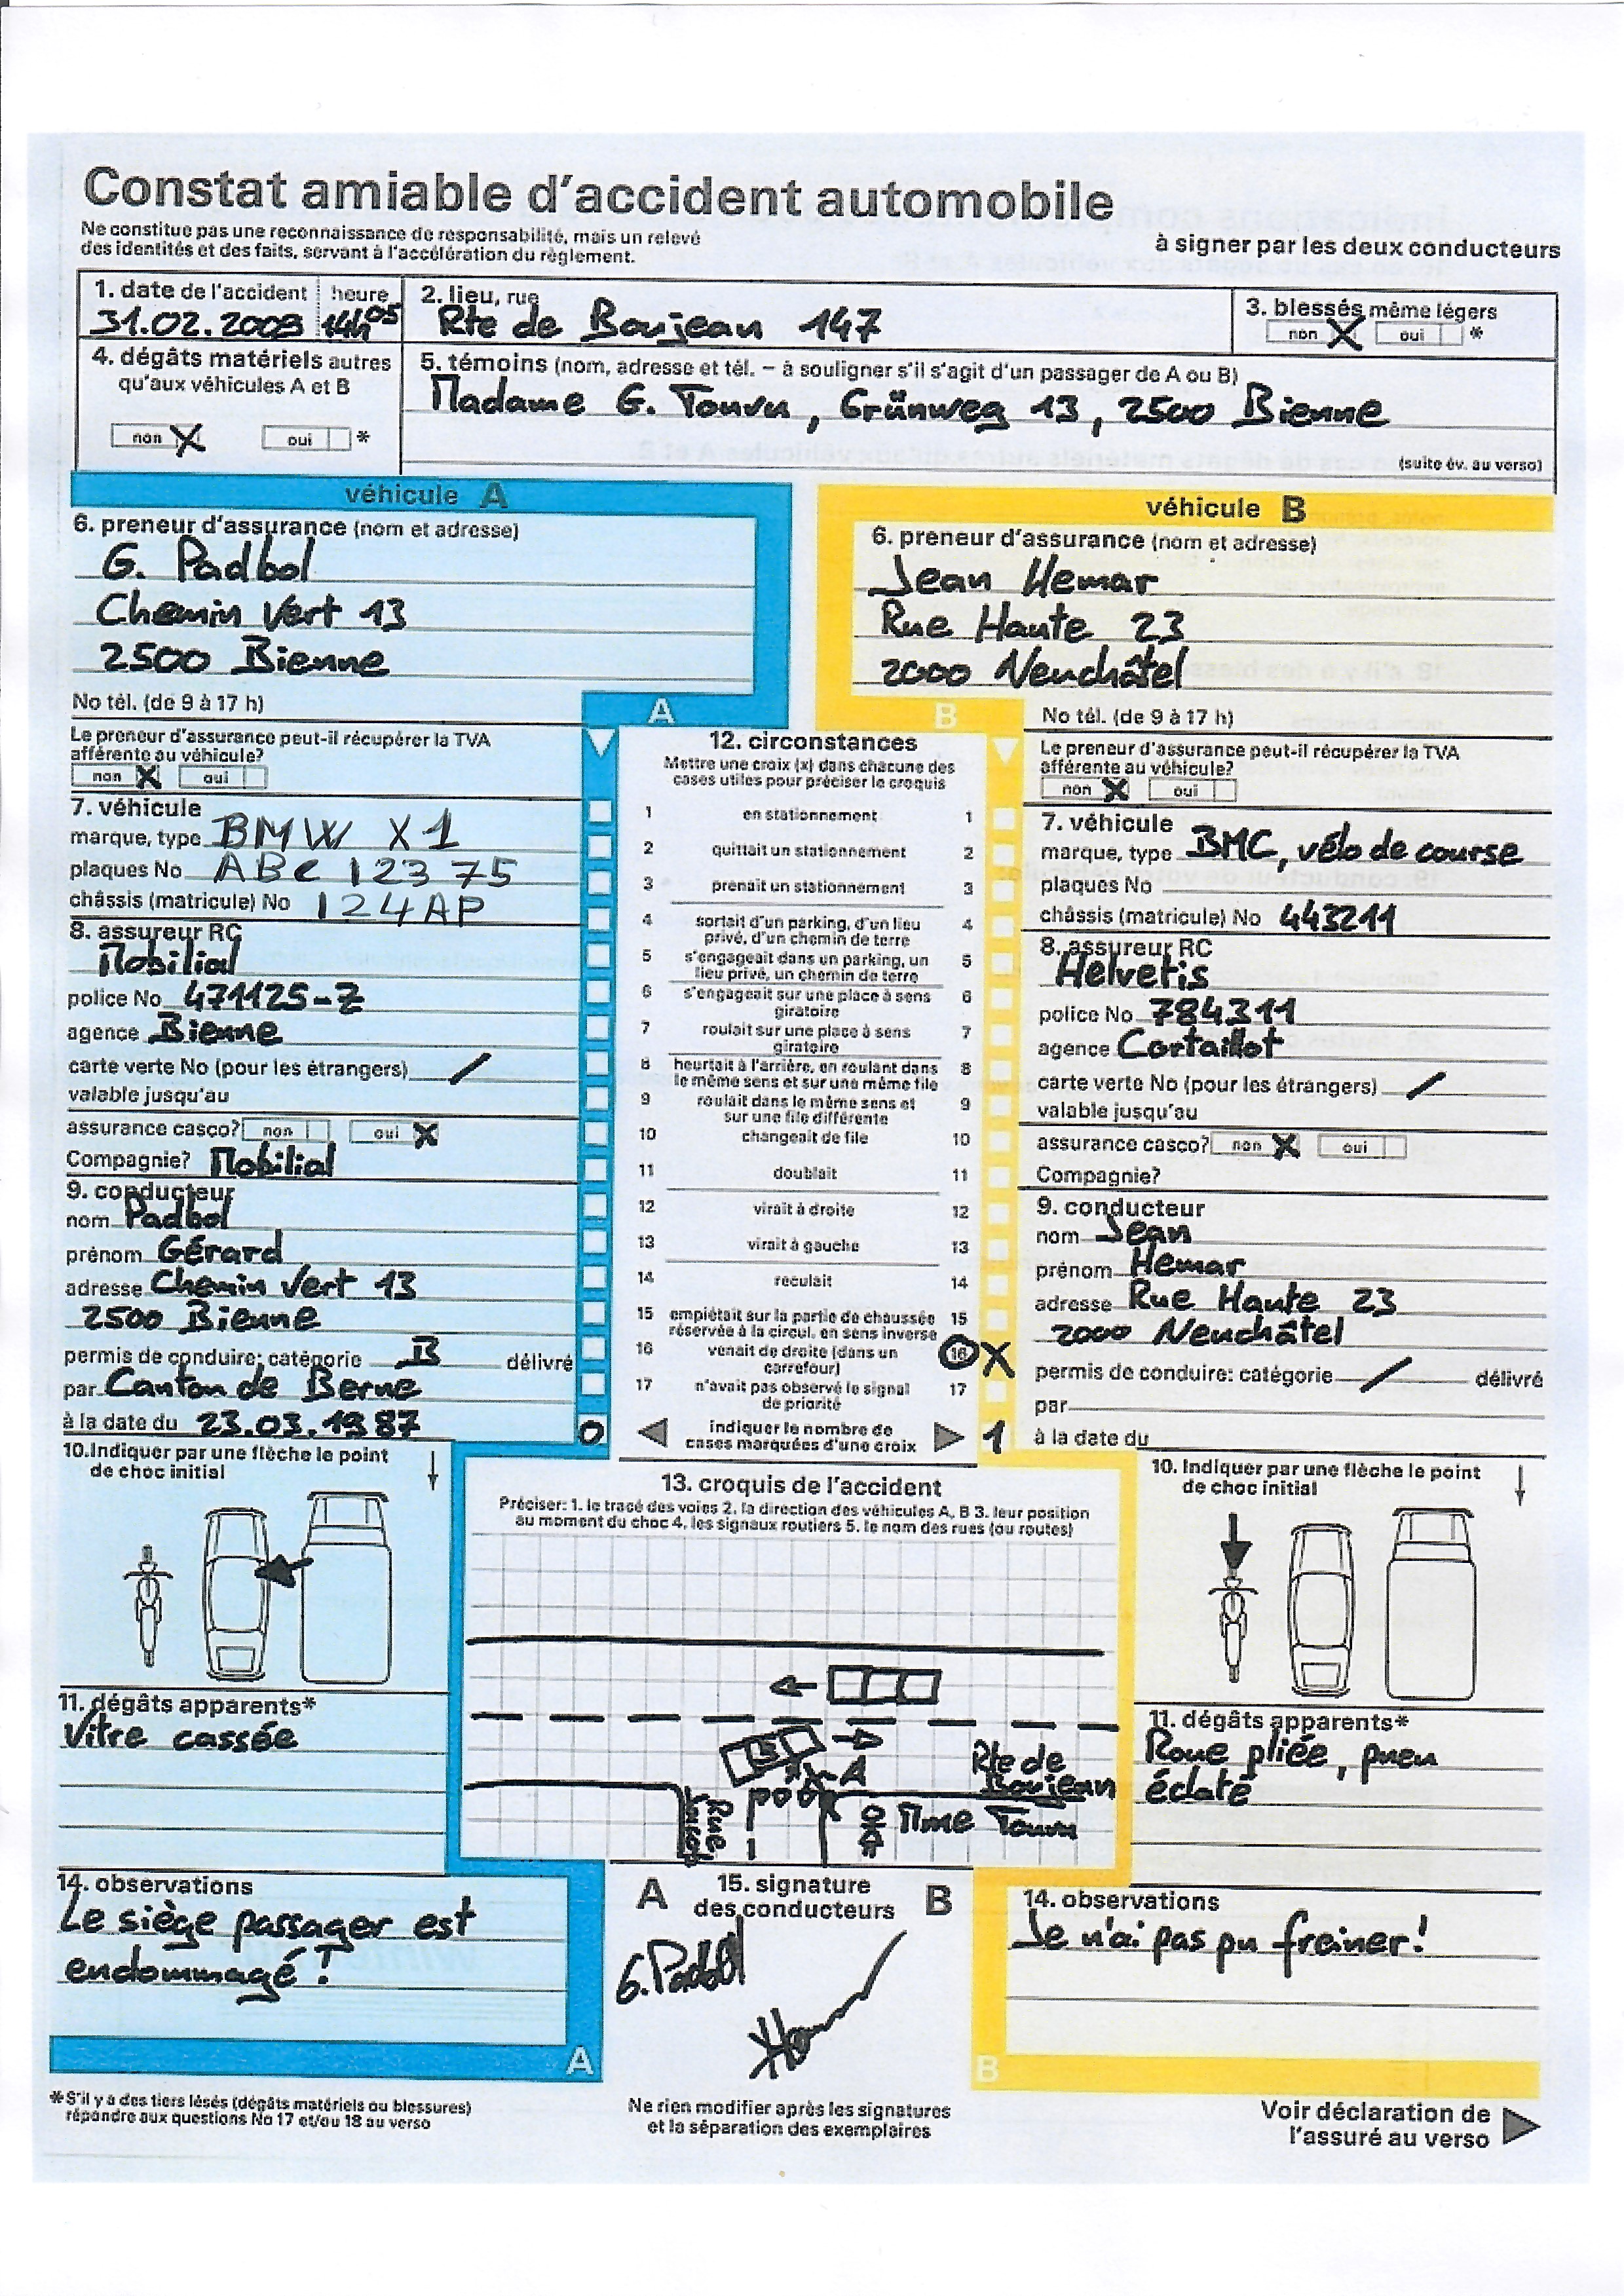 Constat amiable d'accident automobile
Ne constitue pas une reconnaissance de responsabilité, mais un relevé
des identités et des faits, servant à l'accélération du règlement.
à signer par les deux conducteurs
1. date de l'accident
31.02.2009
heure
14h05
2. lieu, rue
Rte de Boujean 147
3. blessés même légers
non X oui *
4. dégâts matériels autres
qu'aux véhicules A et B
non X oui *
5. témoins (nom, adresse et tél. – à souligner s'il s'agit d'un passager de A ou B)
Madame G. Touvu, Grünweg 13, 2500 Bienne
(suite év. au verso)
véhicule A
6. preneur d'assurance (nom et adresse)
G. Padbol
Chemin Vert 13
2500 Bienne
No tél. (de 9 à 17 h)
Le preneur d'assurance peut-il récupérer la TVA
afférente au véhicule?
non X oui
7. véhicule
marque, type BMW X1
plaques No ABC 123 75
châssis (matricule) No 124AP
8. assureur RC
Mobilial
police No 471125-Z
agence Bienne
carte verte No (pour les étrangers) /
valable jusqu'au
assurance casco? non oui X
Compagnie? Mobilial
9. conducteur
nom Padbol
prénom Gérard
adresse Chemin Vert 13
2500 Bienne
permis de conduire: catégorie B délivré
par Canton de Berne
à la date du 23.03.1987
10. Indiquer par une flèche le point
de choc initial
11. dégâts apparents*
Vitre cassée
14. observations
Le siège passager est
endommagé!
A
A
12. circonstances
Mettre une croix (x) dans chacune des
cases utiles pour préciser le croquis
1 en stationnement 1
2 quittait un stationnement 2
3 prenait un stationnement 3
4 sortait d'un parking, d'un lieu 4
privé, d'un chemin de terre
5 s'engageait dans un parking, un 5
lieu privé, un chemin de terre
6 s'engageait sur une place à sens 6
giratoire
7 roulait sur une place à sens 7
giratoire
8 heurtait à l'arrière, en roulant dans 8
le même sens et sur une même file
9 roulait dans le même sens et 9
sur une file différente
10 changeait de file 10
11 doublait 11
12 virait à droite 12
13 virait à gauche 13
14 reculait 14
15 empiétait sur la partie de chaussée 15
réservée à la circul. en sens inverse
16 venait de droite (dans un 16 X
carrefour)
17 n'avait pas observé le signal 17
de priorité
0 indiquer le nombre de 1
cases marquées d'une croix
13. croquis de l'accident
Préciser: 1. le tracé des voies 2. la direction des véhicules A, B 3. leur position
au moment du choc 4. les signaux routiers 5. le nom des rues (ou routes)
A
Rte de
Boujean
Rue
Mme Touvu
A 15. signature B
des conducteurs
G. Padbol
Ne rien modifier après les signatures
et la séparation des exemplaires
véhicule B
6. preneur d'assurance (nom et adresse)
Jean Hemar
Rue Haute 23
2000 Neuchâtel
B
No tél. (de 9 à 17 h)
Le preneur d'assurance peut-il récupérer la TVA
afférente au véhicule?
non X oui
7. véhicule
marque, type BMC, vélo de course
plaques No
châssis (matricule) No 443211
8. assureur RC
Helvetis
police No 784311
agence Cortaillot
carte verte No (pour les étrangers) /
valable jusqu'au
assurance casco? non X oui
Compagnie?
9. conducteur
nom Jean
prénom Hemar
adresse Rue Haute 23
2000 Neuchâtel
permis de conduire: catégorie / délivré
par
à la date du
10. Indiquer par une flèche le point
de choc initial
11. dégâts apparents*
Roue pliée, pneu
éclaté
14. observations
Je n'ai pas pu freiner!
B
*S'il y a des tiers lésés (dégâts matériels ou blessures)
répondre aux questions No 17 et/ou 18 au verso
Voir déclaration de
l'assuré au verso